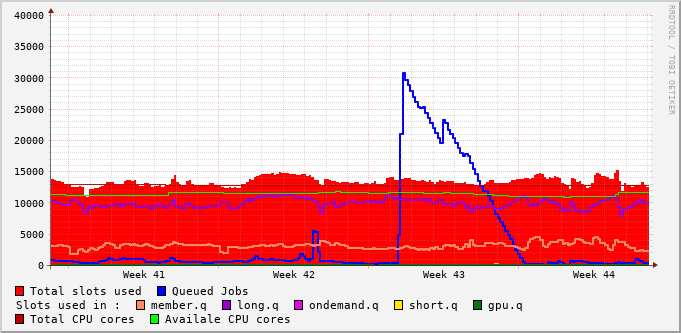 40000
35000
30000
25000
20000
15000
10000
5000
0
Week 41 Week 42 Week 43 Week 44
Total slots used Queued Jobs
Slots used in : member.q long.q ondemand.q short.q gpu.q
Total CPU cores Availale CPU cores
RRDTOOL / TOBI OETIKER